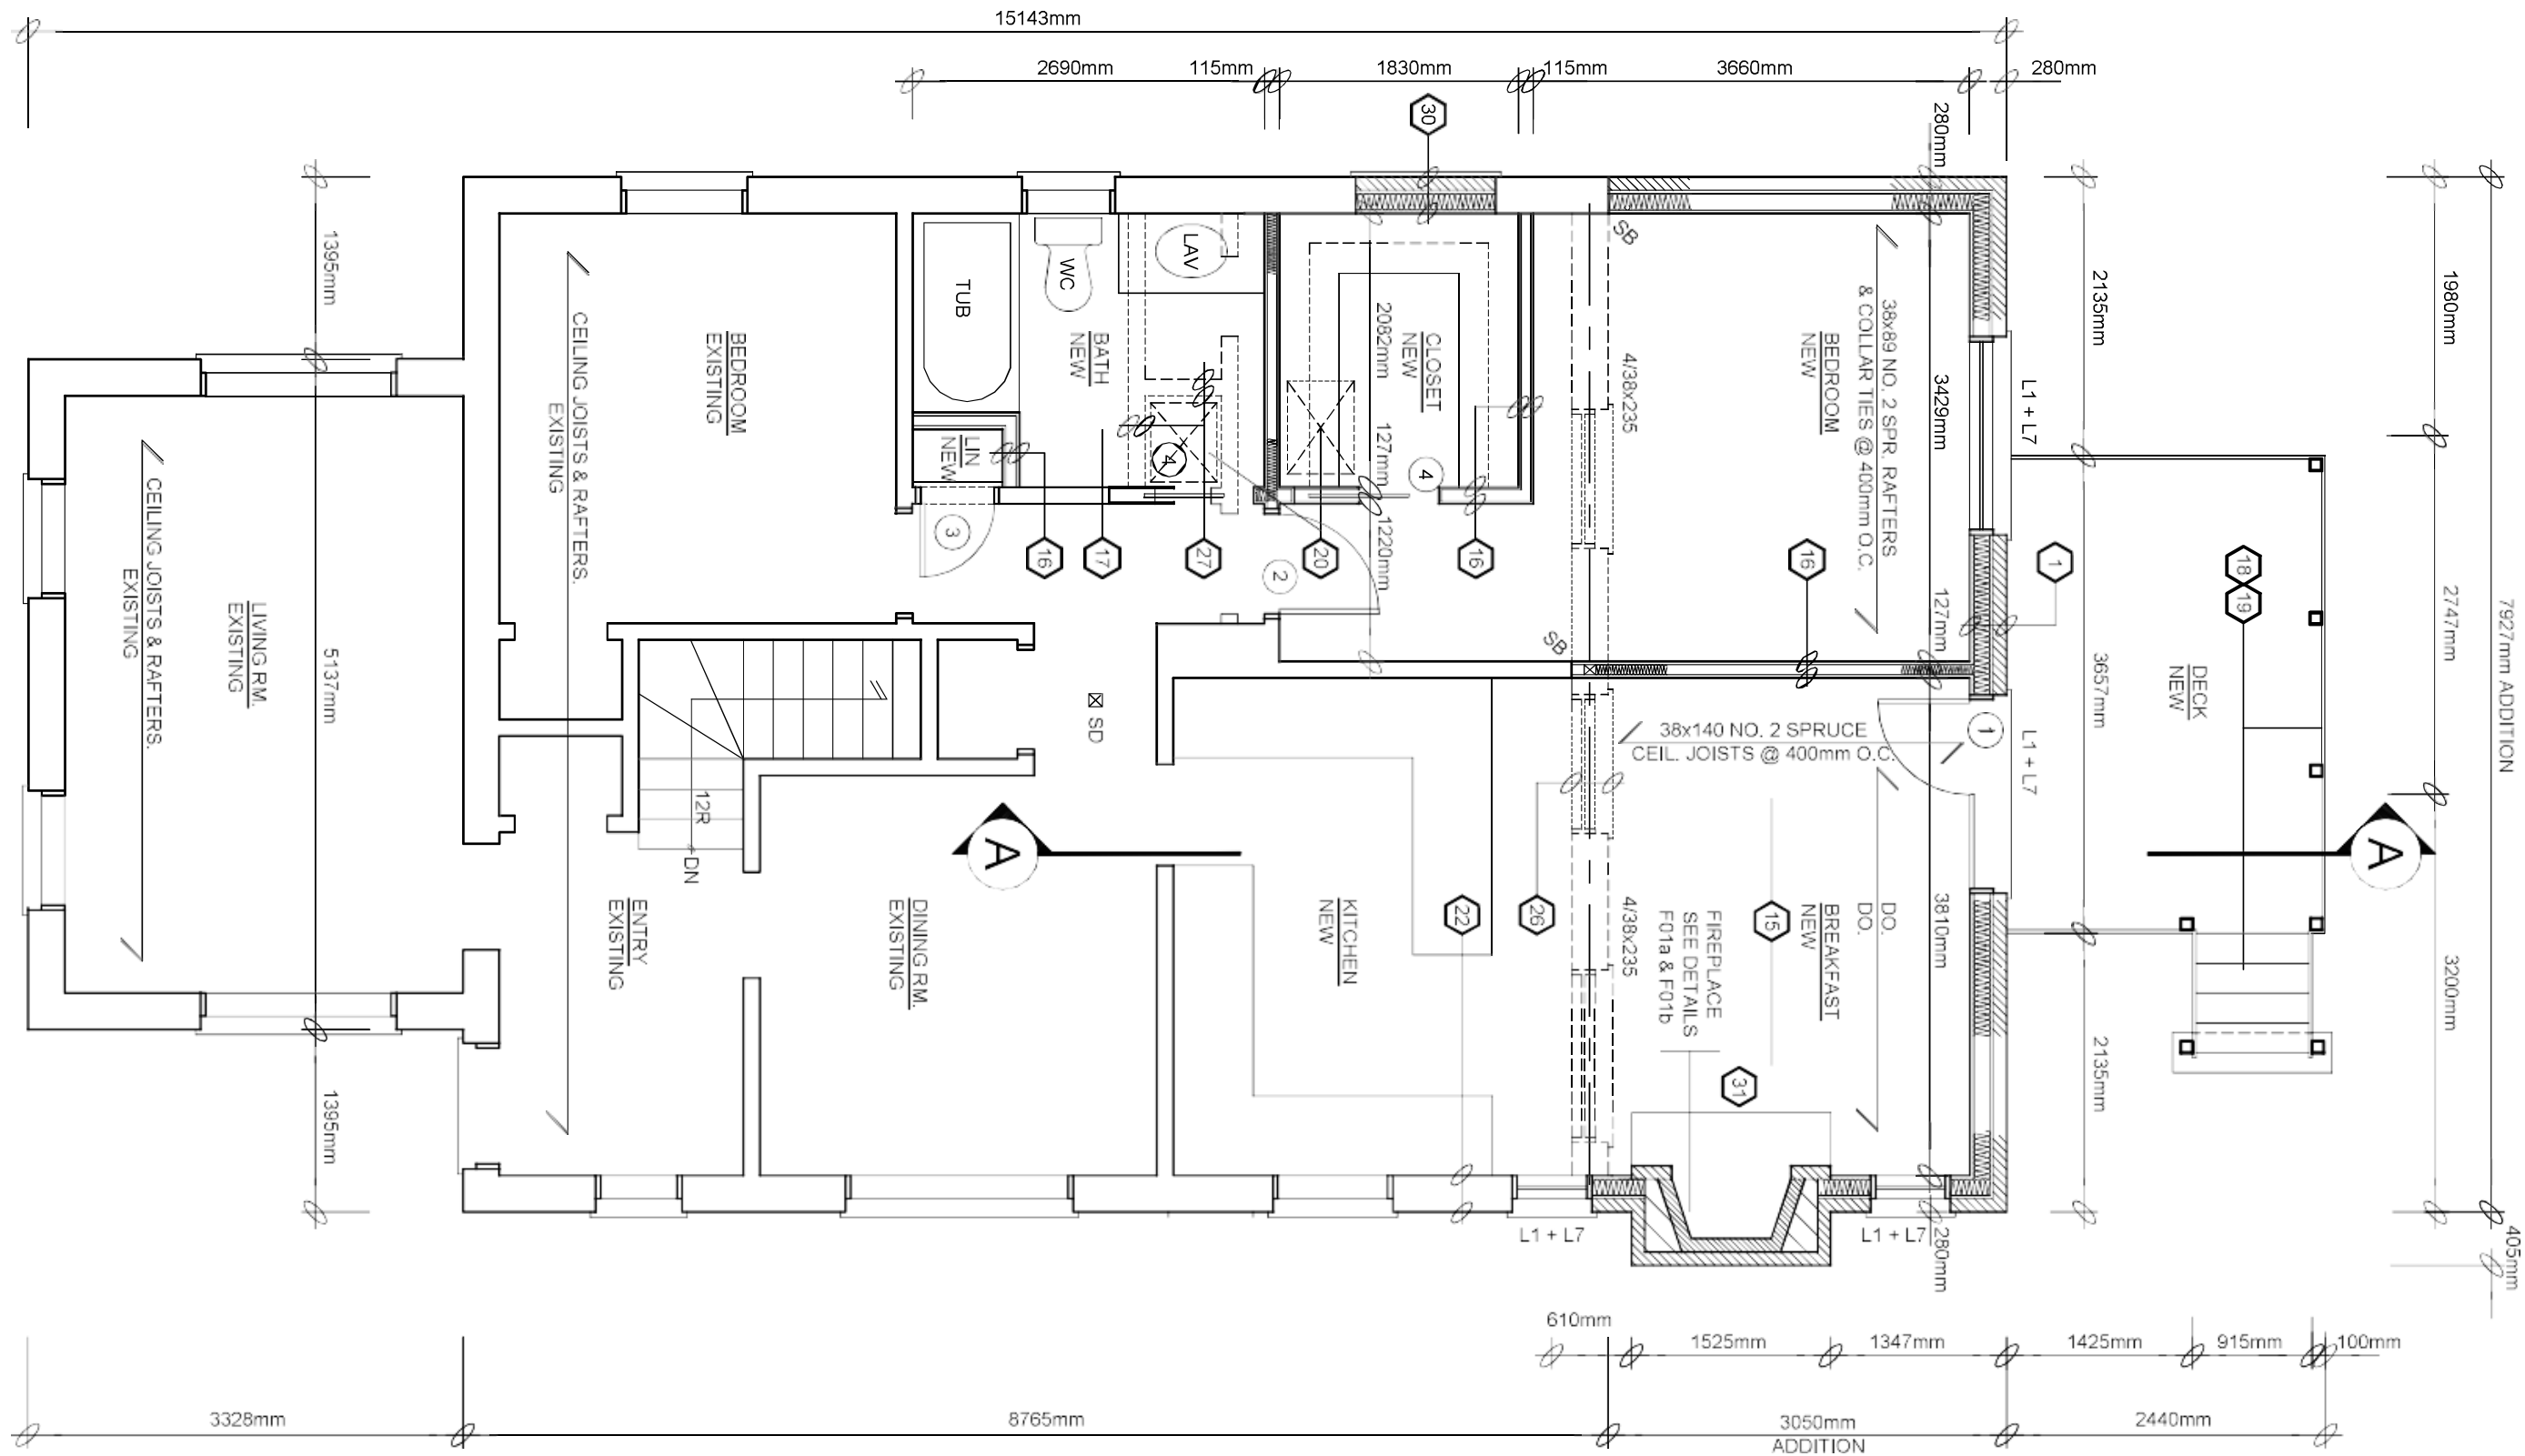 15143mm
2690mm
115mm
1830mm
115mm
3660mm
280mm
30
280mm
1395mm
5137mm
1395mm
CEILING JOISTS & RAFTERS.
EXISTING
LIVING RM.
EXISTING
CEILING JOISTS & RAFTERS.
EXISTING
BEDROOM
EXISTING
TUB
WC
LAV
BATH
NEW
LIN
NEW
4
3
16
17
27
2
20
16
CLOSET
NEW
2082mm
127mm
4
1220mm
SB
4/38x235
SB
BEDROOM
NEW
38x89 NO. 2 SPR. RAFTERS
& COLLAR TIES @ 400mm O.C.
3429mm
16
127mm
L1 + L7
1
2135mm
3657mm
2135mm
18
19
DECK
NEW
1980mm
2747mm
3200mm
7927mm ADDITION
405mm
SD
12R
DN
ENTRY
EXISTING
DINING RM.
EXISTING
A
KITCHEN
NEW
22
26
4/38x235
38x140 NO. 2 SPRUCE
CEIL. JOISTS @ 400mm O.C.
1
L1 + L7
A
FIREPLACE
SEE DETAILS
F01a & F01b
15
BREAKFAST
NEW
DO.
DO.
3810mm
31
L1 + L7
L1 + L7
280mm
610mm
1525mm
1347mm
1425mm
915mm
100mm
3328mm
8765mm
3050mm
ADDITION
2440mm